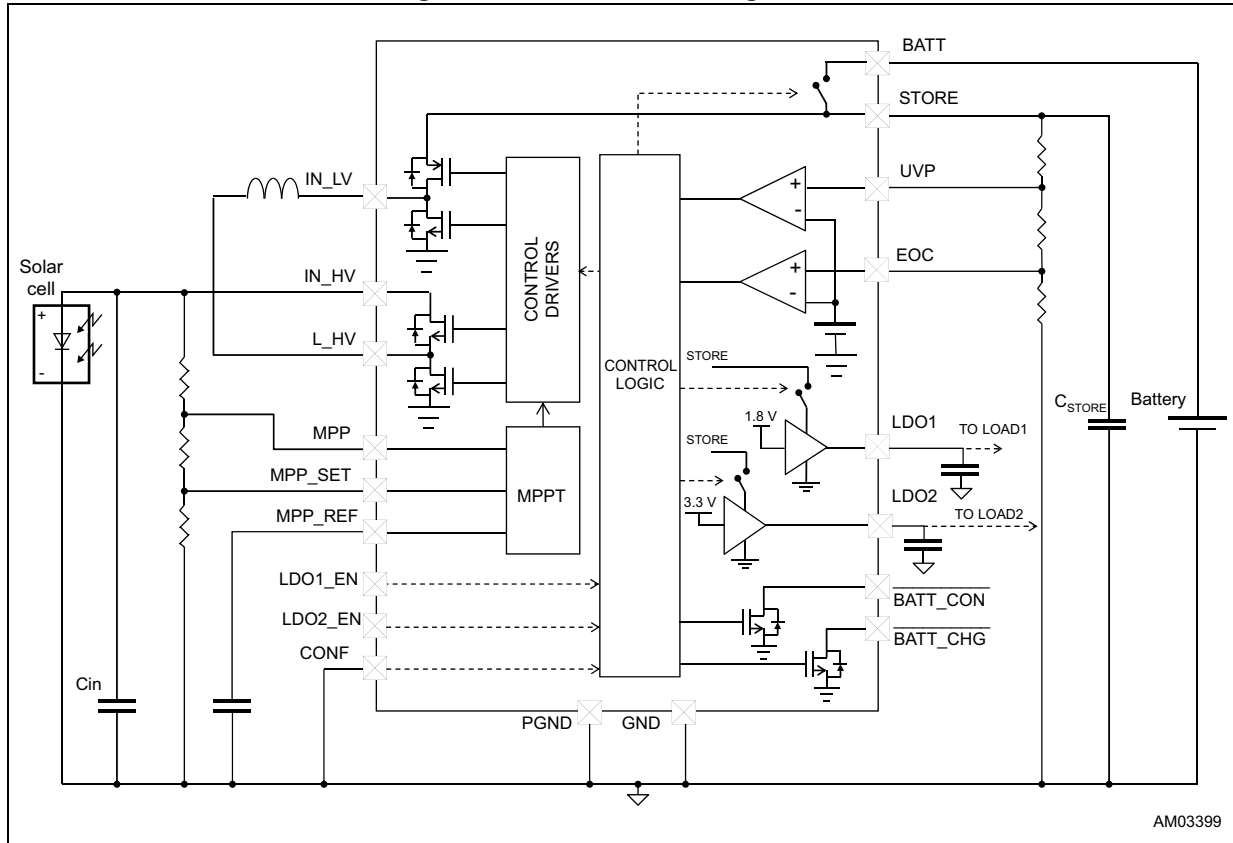 BATT
STORE
IN_LV
UVP
+
-
Solar
cell
+
-
IN_HV
L_HV
CONTROL
DRIVERS
EOC
+
-
CONTROL
LOGIC
STORE
1.8 V
LDO1
TO LOAD1
C STORE
Battery
MPP
MPP_SET
MPP_REF
MPPT
STORE
3.3 V
LDO2
TO LOAD2
LDO1_EN
LDO2_EN
CONF
BATT_CON
BATT_CHG
Cin
PGND
GND
AM03399